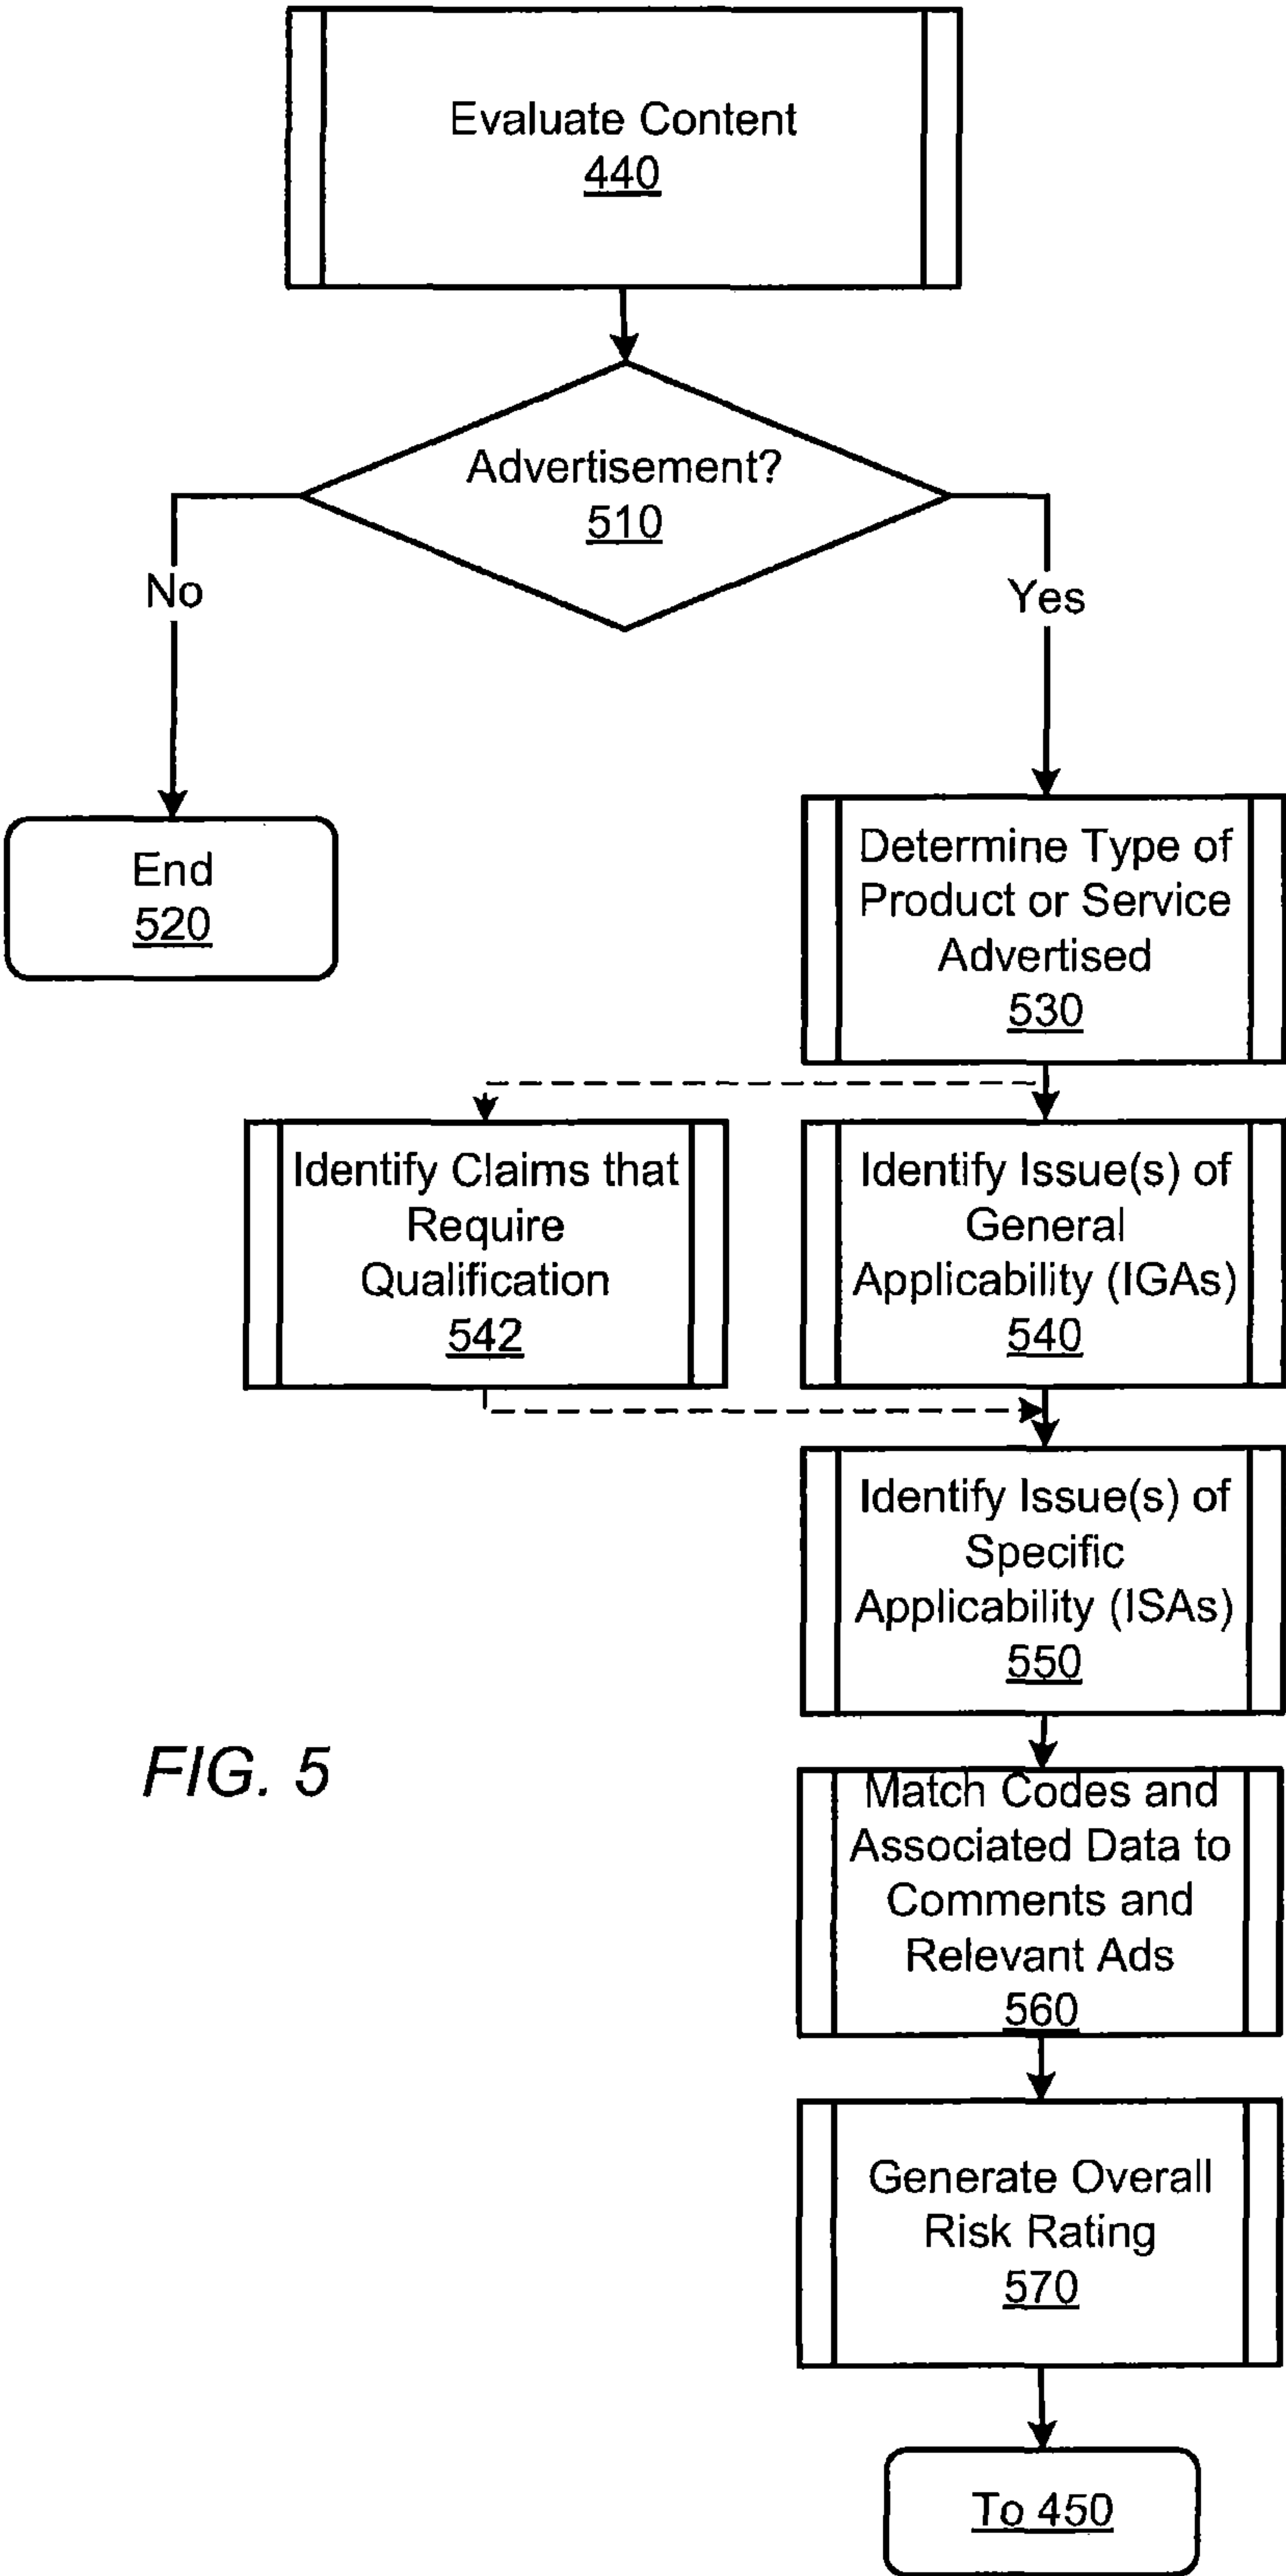 Evaluate Content
440
Advertisement?
510
No
Yes
End
520
Determine Type of
Product or Service
Advertised
530
Identify Claims that
Require
Qualification
542
Identify Issue(s) of
General
Applicability (IGAs)
540
Identify Issue(s) of
Specific
Applicability (ISAs)
550
FIG. 5
Match Codes and
Associated Data to
Comments and
Relevant Ads
560
Generate Overall
Risk Rating
570
To 450